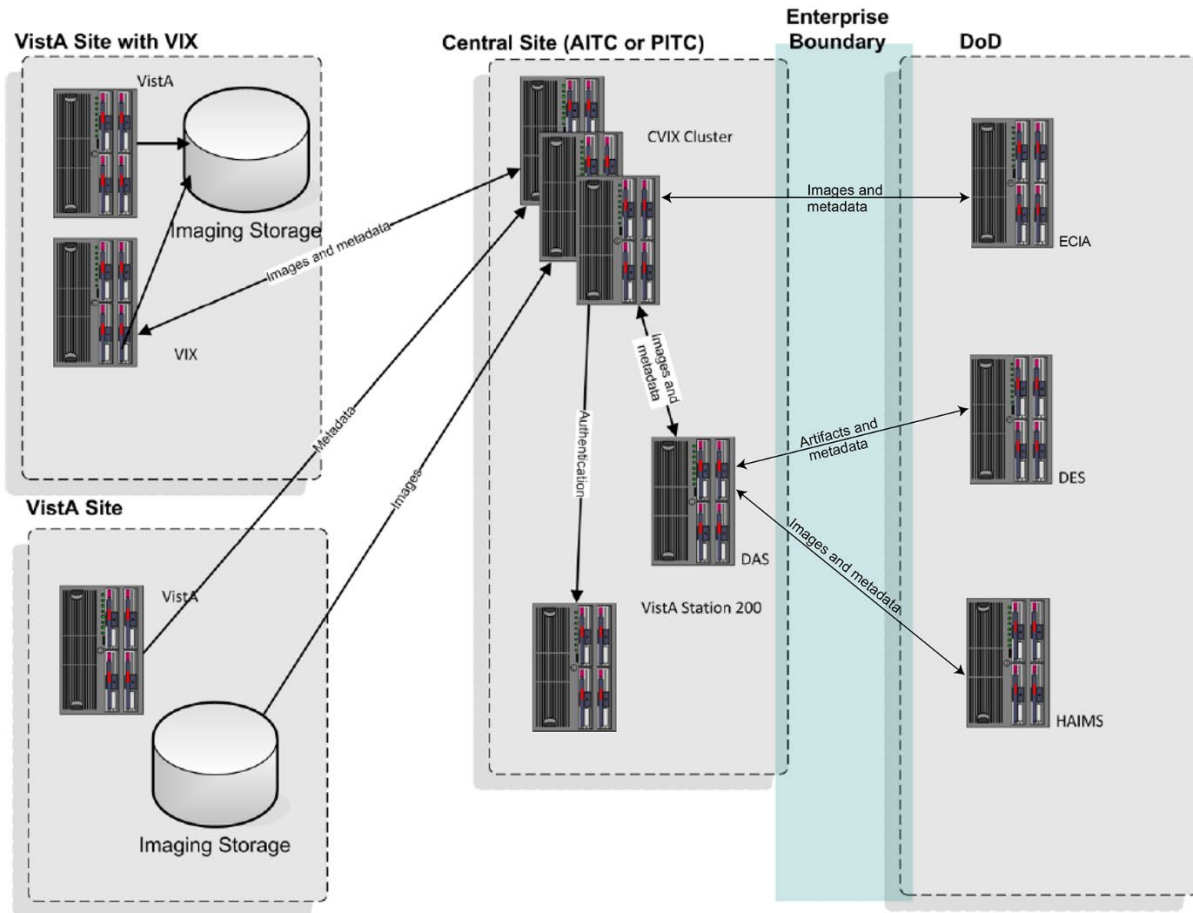 VistA Site with VIX
VistA
Imaging Storage
VIX
Images and metadata
VistA Site
VistA
Imaging Storage
Metadata
Images
Central Site (AITC or PITC)
CVIX Cluster
Images and
metadata
Authentication
DAS
VistA Station 200
Enterprise
Boundary
Images and
metadata
Artifacts and
metadata
Images and metadata
DoD
ECIA
DES
HAIMS